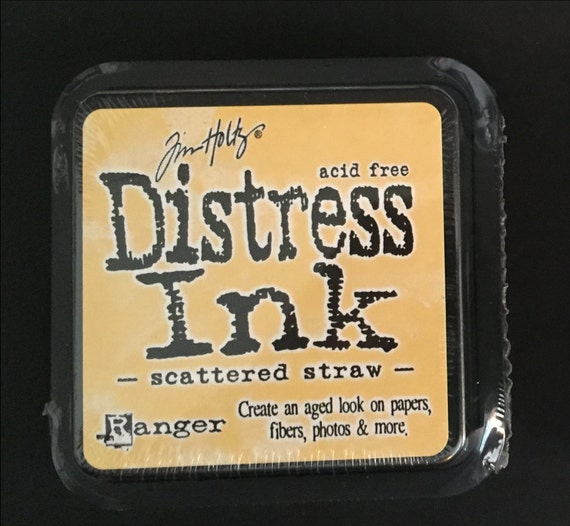 Tim Holtz®
acid free
Distress
Ink
— scattered straw —
Ranger
Create an aged look on papers,
fibers, photos & more.